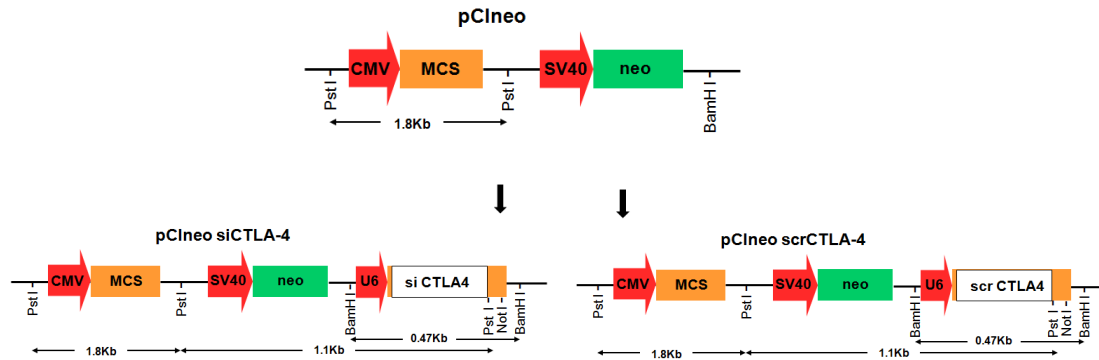 pCIneo
CMV MCS SV40 neo
Pst I Pst I BamH I
1.8Kb
pCIneo siCTLA-4
CMV MCS SV40 neo U6 si CTLA4
Pst I Pst I BamH I Pst I Not I BamH I
0.47Kb
1.8Kb 1.1Kb
pCIneo scrCTLA-4
CMV MCS SV40 neo U6 scr CTLA4
Pst I Pst I BamH I Pst I Not I BamH I
0.47Kb
1.8Kb 1.1Kb